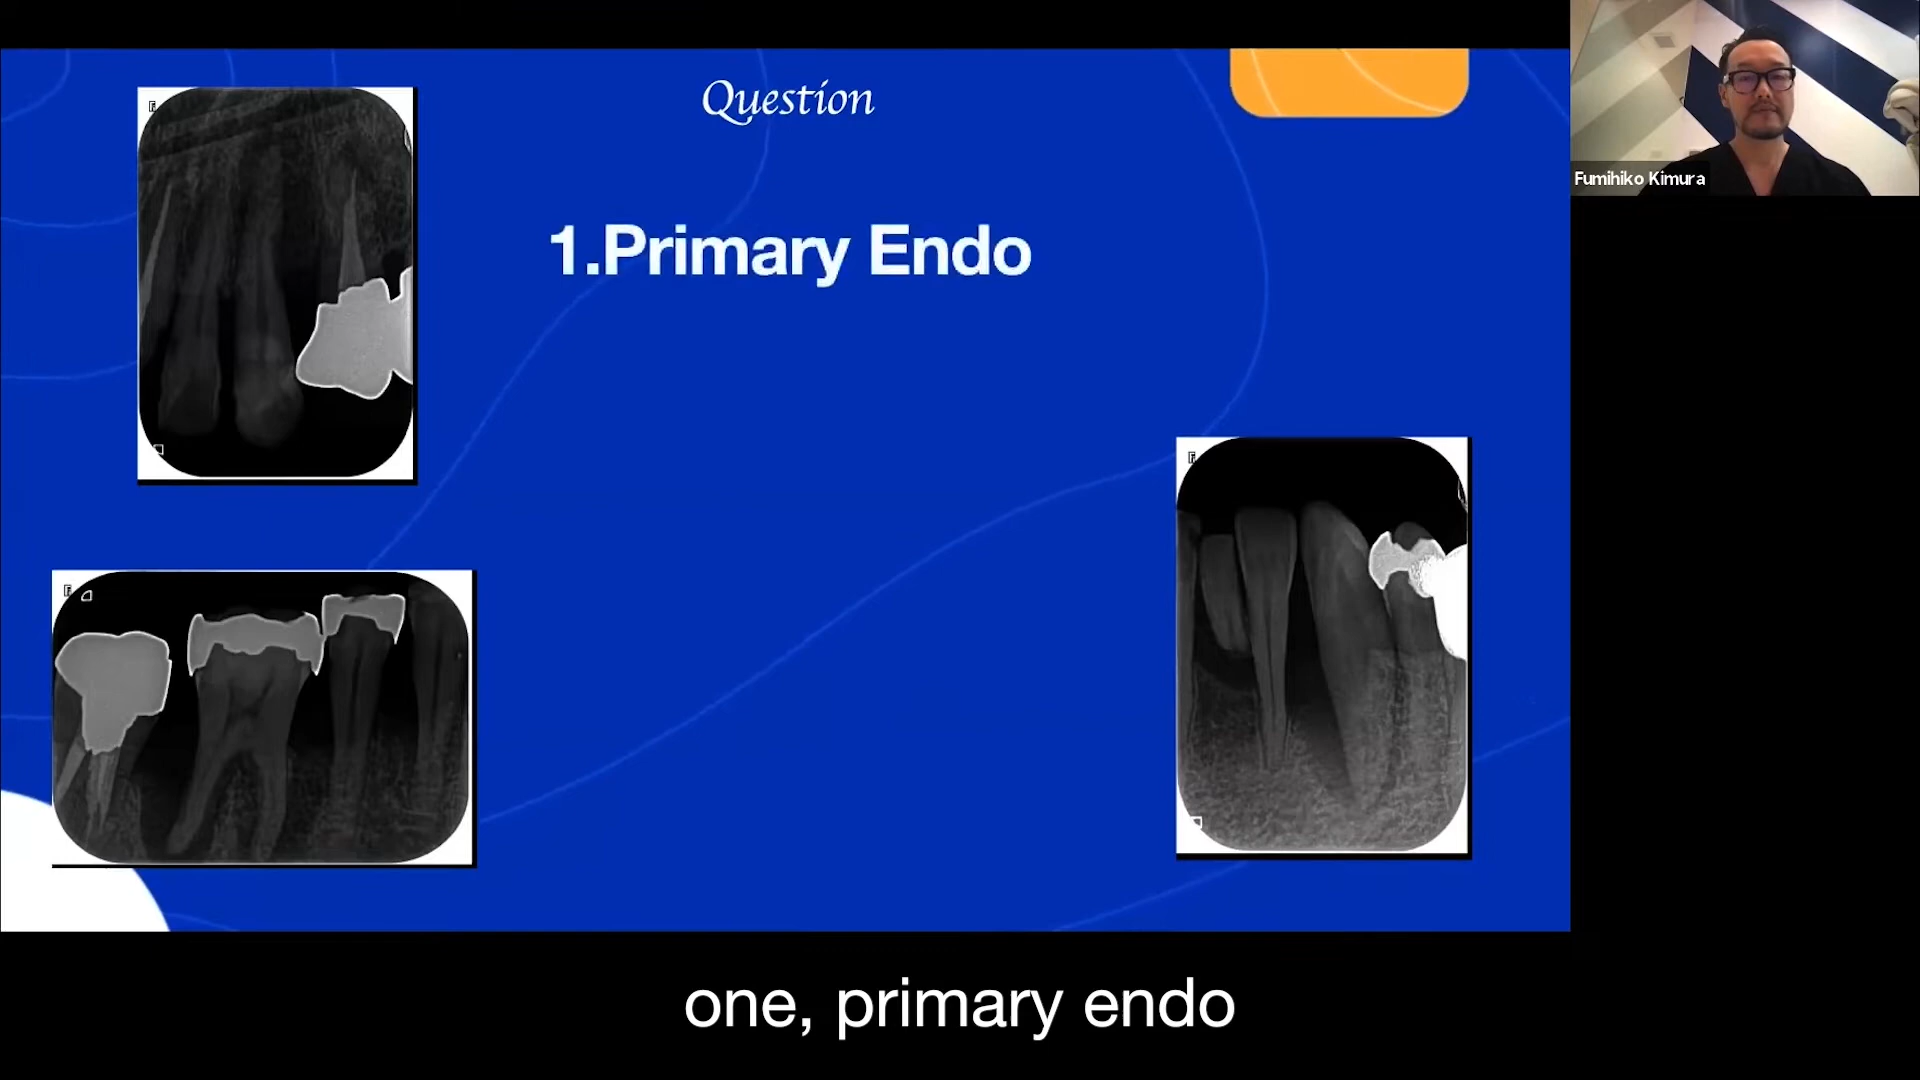 Question
1.Primary Endo
Fumihiko Kimura
one, primary endo